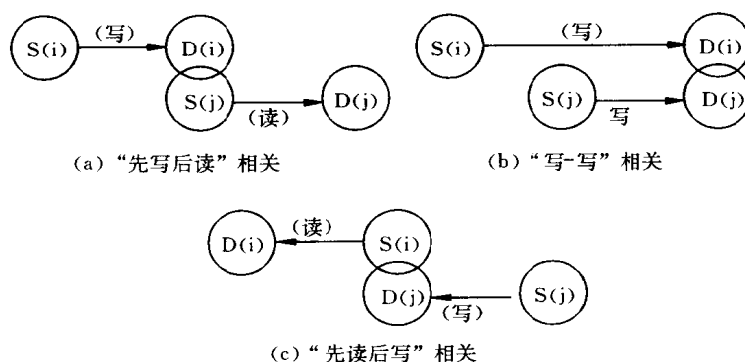 S(i) (写) D(i) S(i) (写) D(i)
S(j) (读) D(j) S(j) 写 D(j)
(a) “先写后读”相关 (b) “写-写”相关
D(i) (读) S(i)
D(j) (写) S(j)
(c) “先读后写”相关